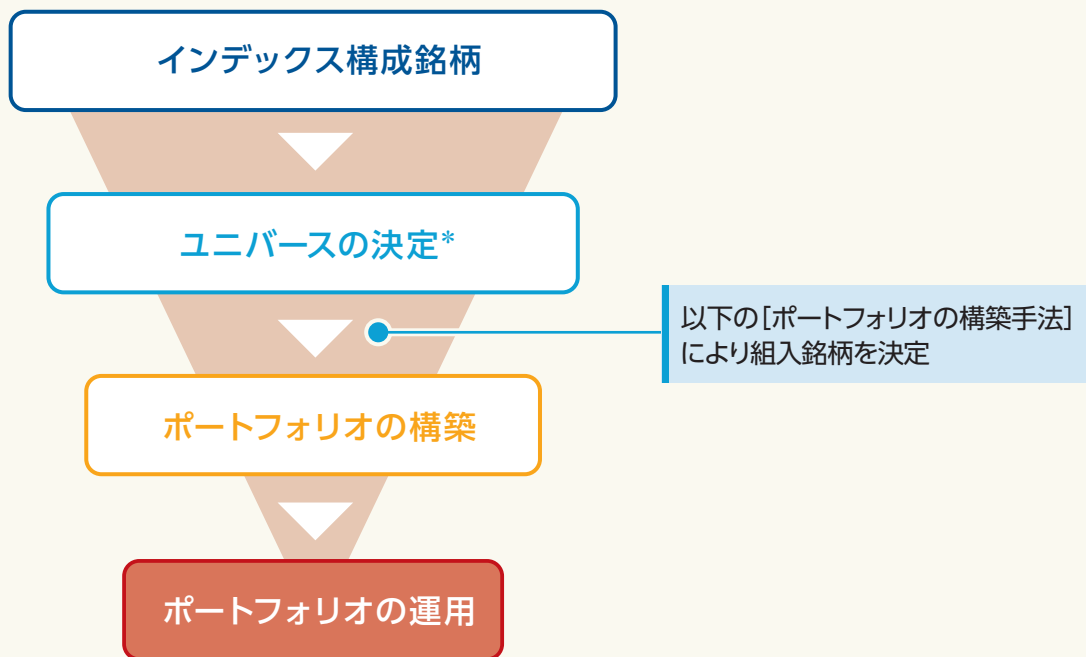 インデックス構成銘柄
ユニバースの決定*
以下の[ポートフォリオの構築手法]
により組入銘柄を決定
ポートフォリオの構築
ポートフォリオの運用